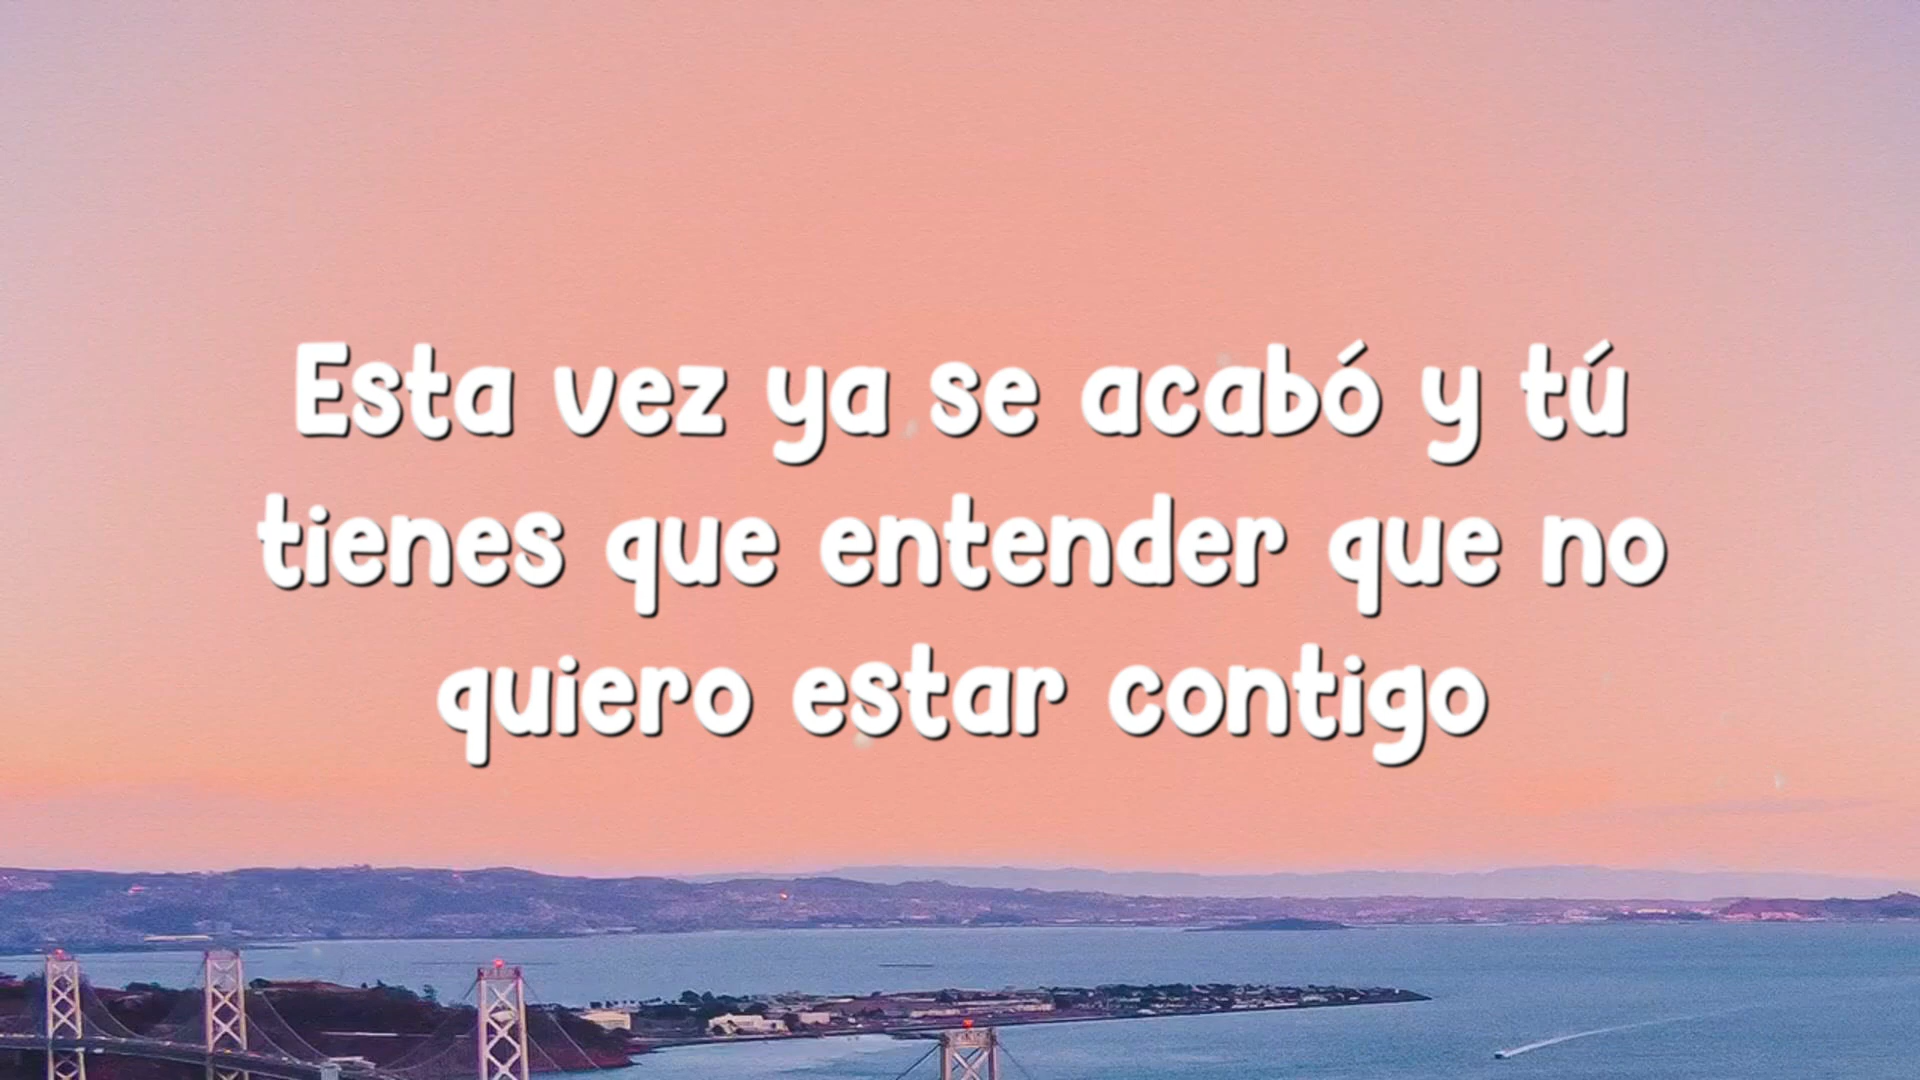 Esta vez ya se acabó y tú
tienes que entender que no
quiero estar contigo